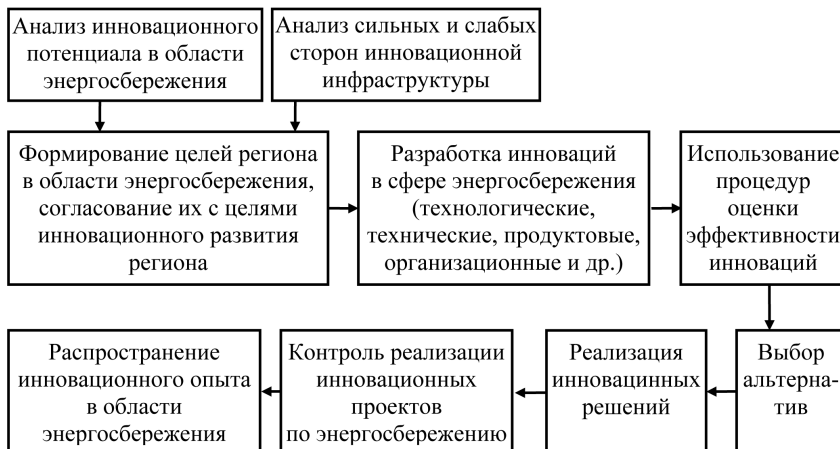 Анализ инновационного
потенциала в области
энергосбережения
Анализ сильных и слабых
сторон инновационной
инфраструктуры
Формирование целей региона
в области энергосбережения,
согласование их с целями
инновационного развития
региона
Разработка инноваций
в сфере энергосбережения
(технологические,
технические, продуктовые,
организационные и др.)
Использование
процедур
оценки
эффективности
инноваций
Выбор
альтерна-
тив
Реализация
инновацинных
решений
Контроль реализации
инновационных
проектов
по энергосбережению
Распространение
инновационного опыта
в области
энергосбережения